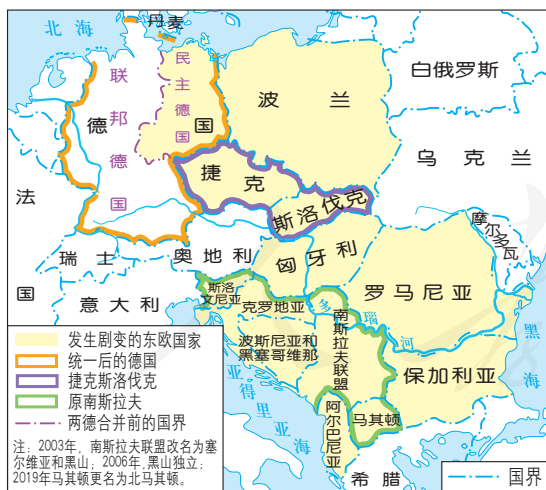 北海
丹麦
联邦德国
民主德国
德
国
波兰
白俄罗斯
乌克兰
捷克
斯洛伐克
法
国
瑞士
奥地利
匈牙利
摩尔多瓦
意大利
斯洛
文尼亚
克罗地亚
多瑙河
罗马尼亚
南斯拉夫联盟
波斯尼亚和
黑塞哥维那
保加利亚
黑海
亚得里亚海
阿尔巴尼亚
马其顿
希腊
发生剧变的东欧国家
统一后的德国
捷克斯洛伐克
原南斯拉夫
两德合并前的国界
注：2003年，南斯拉夫联盟改名为塞
尔维亚和黑山；2006年，黑山独立；
2019年马其顿更名为北马其顿。
国界